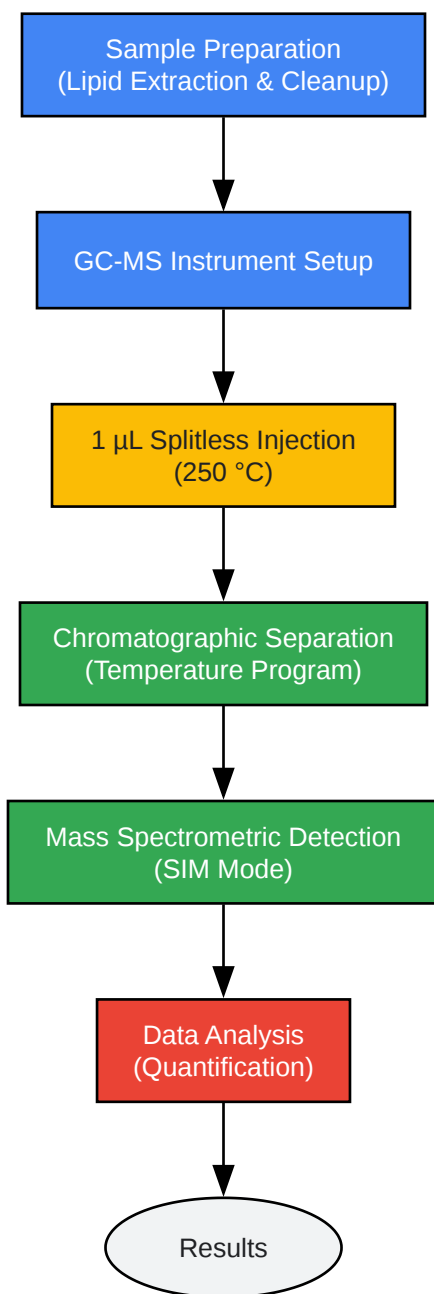 Sample Preparation
(Lipid Extraction & Cleanup)
GC-MS Instrument Setup
1 µL Splitless Injection
(250 °C)
Chromatographic Separation
(Temperature Program)
Mass Spectrometric Detection
(SIM Mode)
Data Analysis
(Quantification)
Results